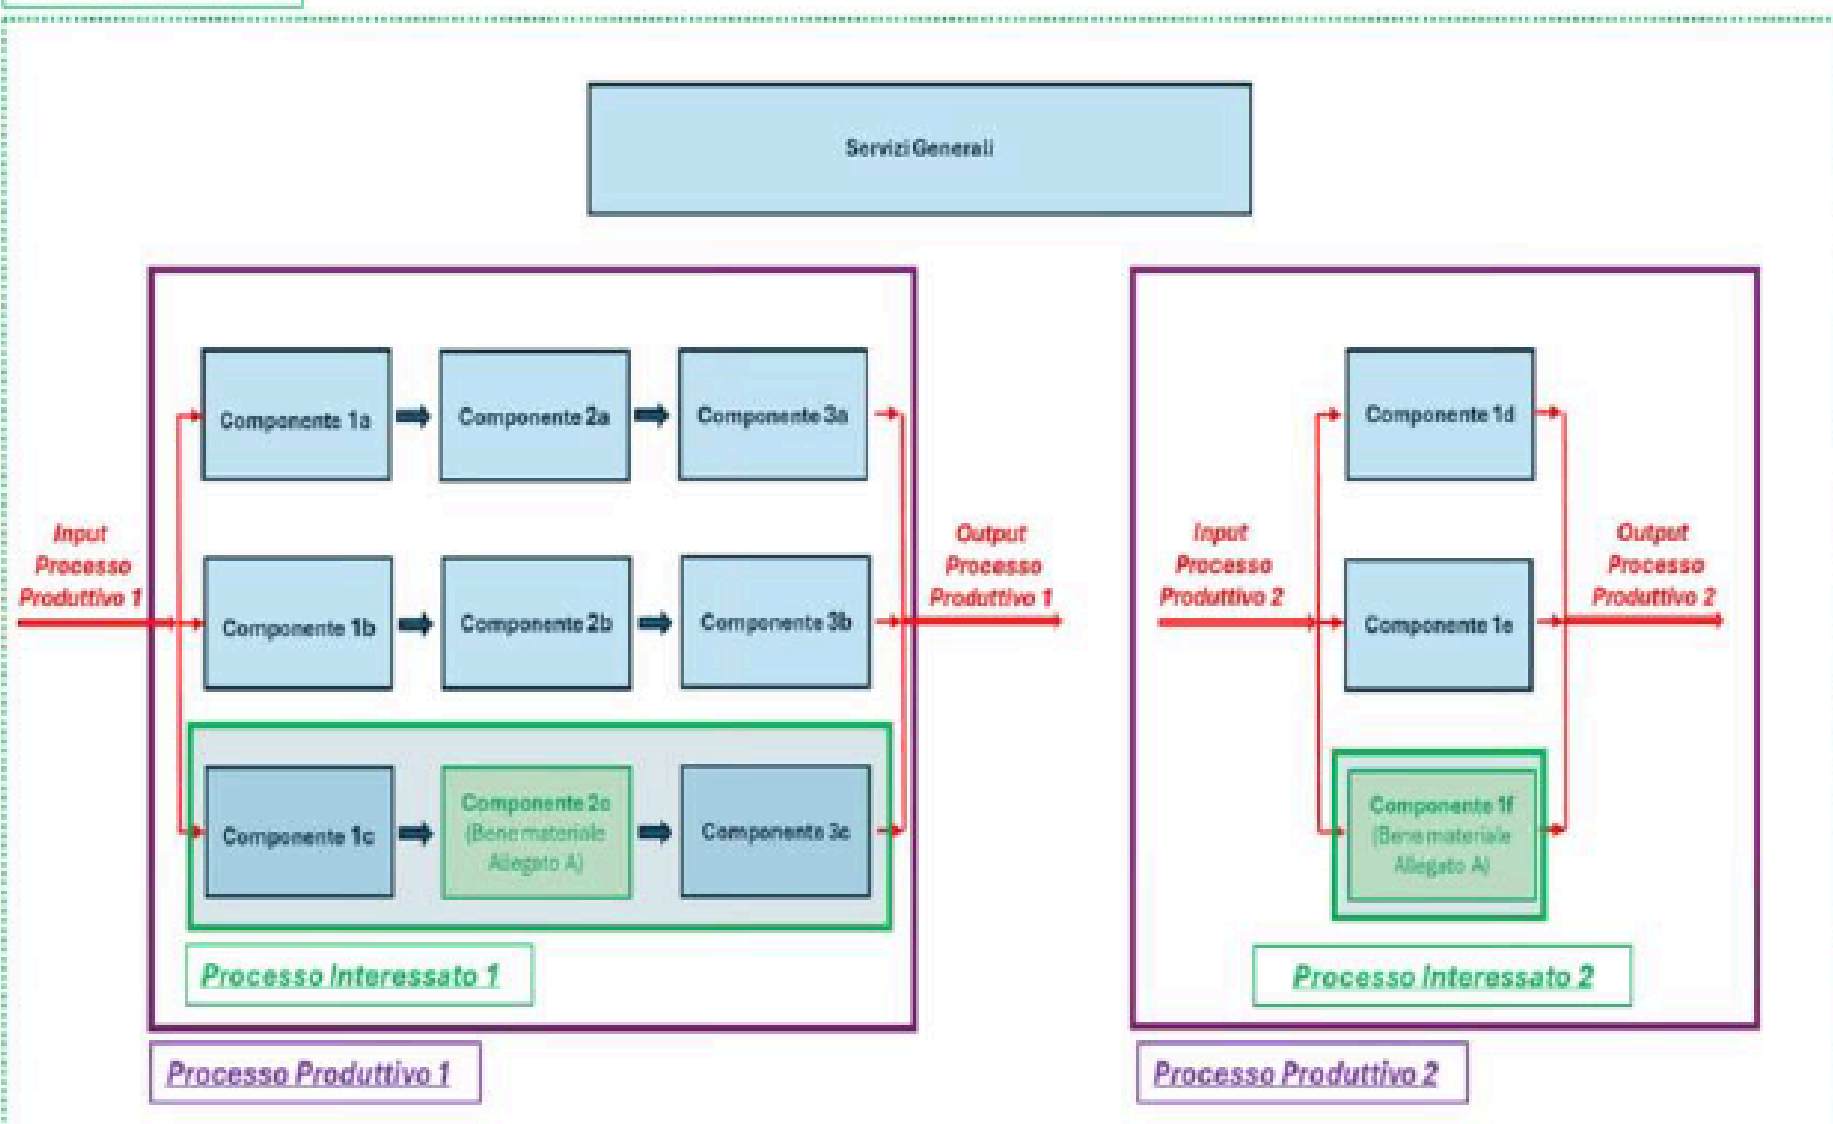 Servizi Generali
Componente 1a
Componente 2a
Componente 3a
Input
Processo
Produttivo 1
Output
Processo
Produttivo 1
Componente 1b
Componente 2b
Componente 3b
Componente 1c
Componente 2c
(Bene materiale
Allegato A)
Componente 3c
Processo Interessato 1
Processo Produttivo 1
Componente 1d
Input
Processo
Produttivo 2
Output
Processo
Produttivo 2
Componente 1e
Componente 1f
(Bene materiale
Allegato A)
Processo Interessato 2
Processo Produttivo 2